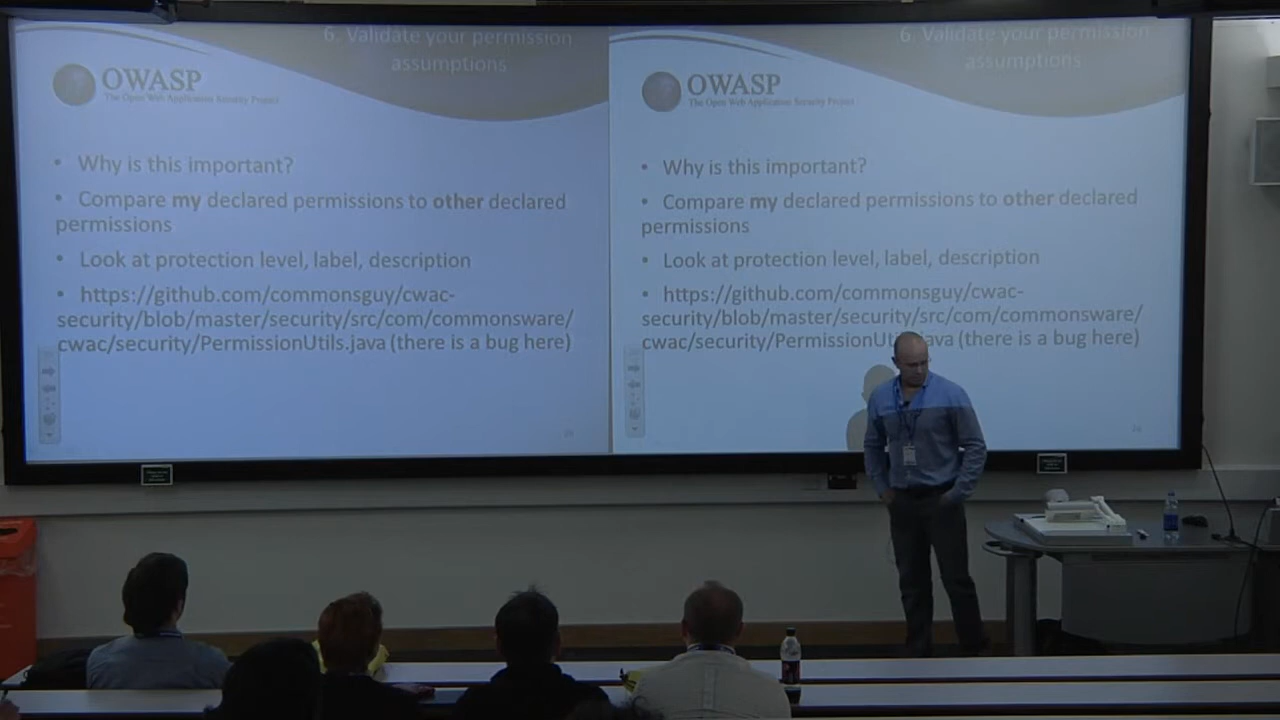 6. Validate your permission
assumptions
OWASP
The Open Web Application Security Project
• Why is this important?
• Compare my declared permissions to other declared
permissions
• Look at protection level, label, description
• https://github.com/commonsguy/cwac-
security/blob/master/security/src/com/commonsware/
cwac/security/PermissionUtils.java (there is a bug here)
6. Validate your permission
assumptions
OWASP
The Open Web Application Security Project
• Why is this important?
• Compare my declared permissions to other declared
permissions
• Look at protection level, label, description
• https://github.com/commonsguy/cwac-
security/blob/master/security/src/com/commonsware/
cwac/security/PermissionUt ava (there is a bug here)